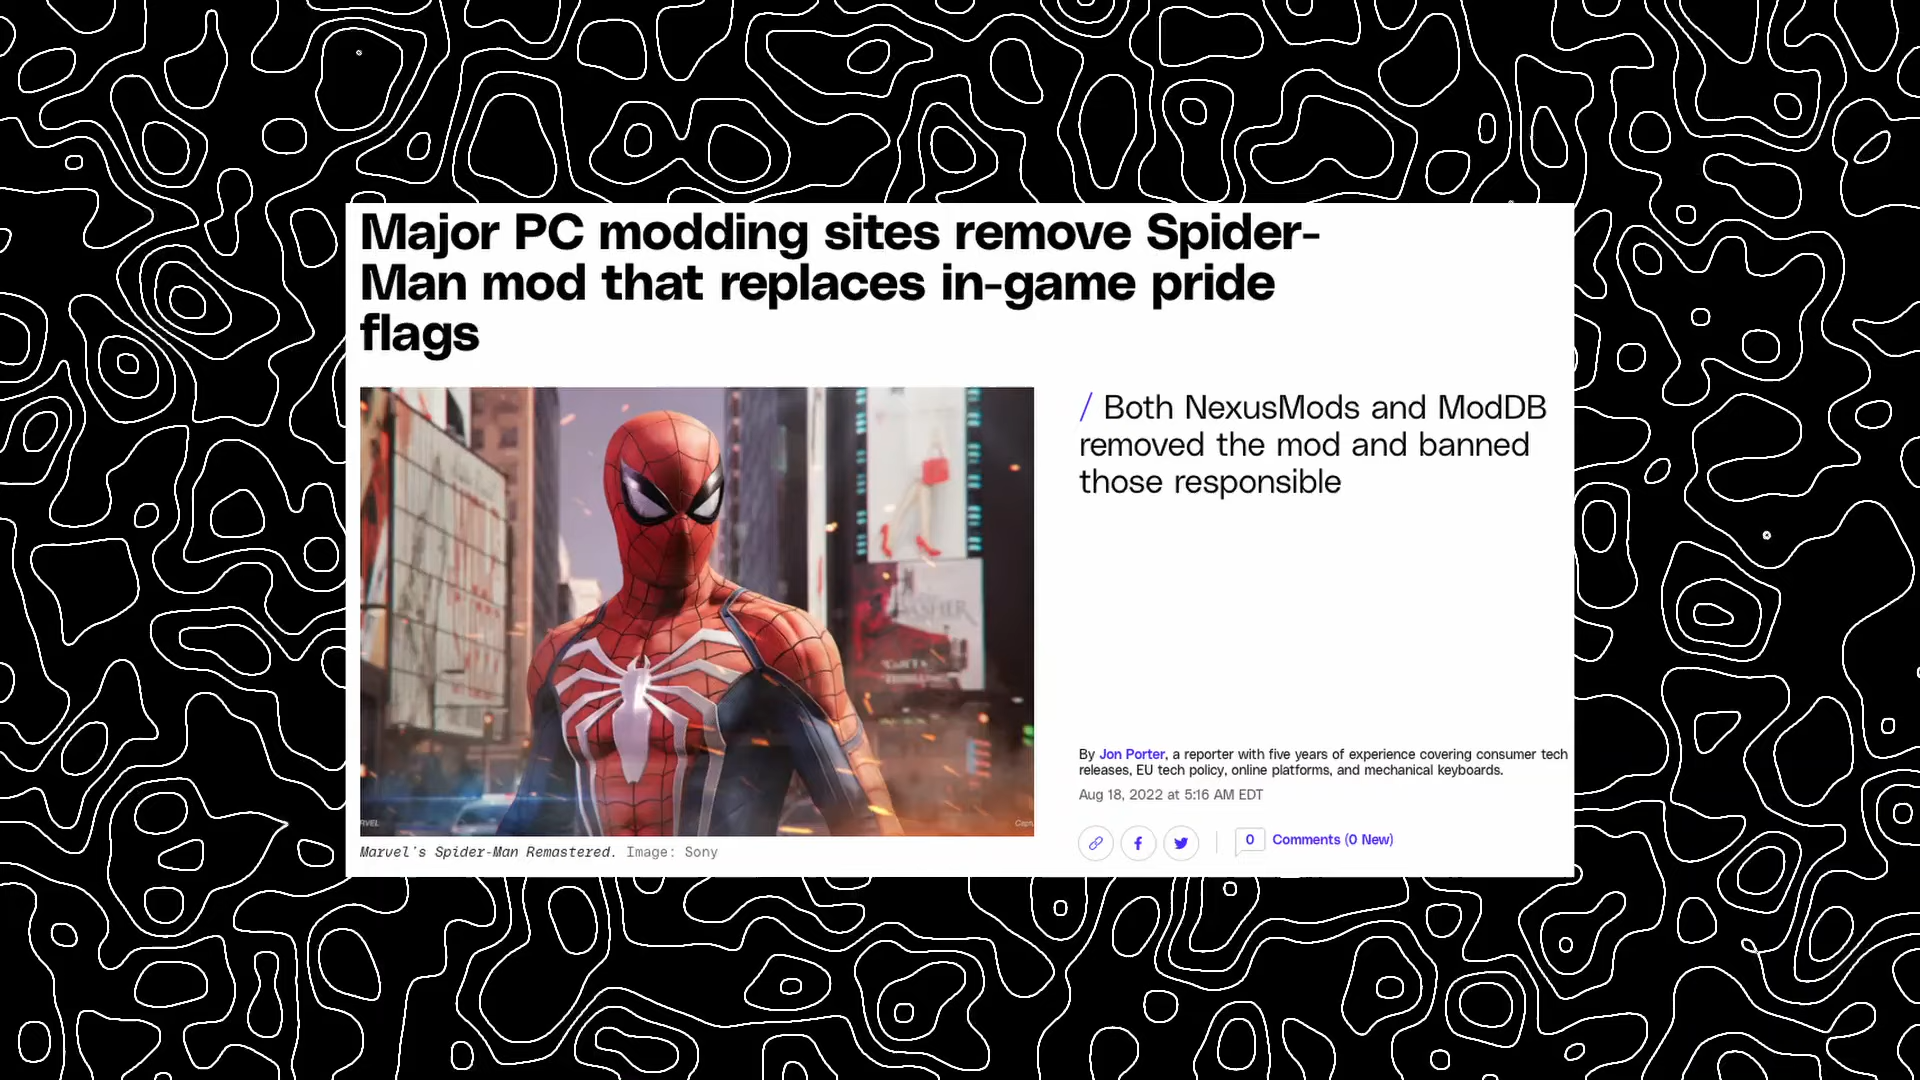 Major PC modding sites remove Spider-
Man mod that replaces in-game pride
flags
/ Both NexusMods and ModDB
removed the mod and banned
those responsible
By Jon Porter, a reporter with five years of experience covering consumer tech
releases, EU tech policy, online platforms, and mechanical keyboards.
Aug 18, 2022 at 5:16 AM EDT
0 Comments (0 New)
RVEL
Marvel's Spider-Man Remastered. Image: Sony